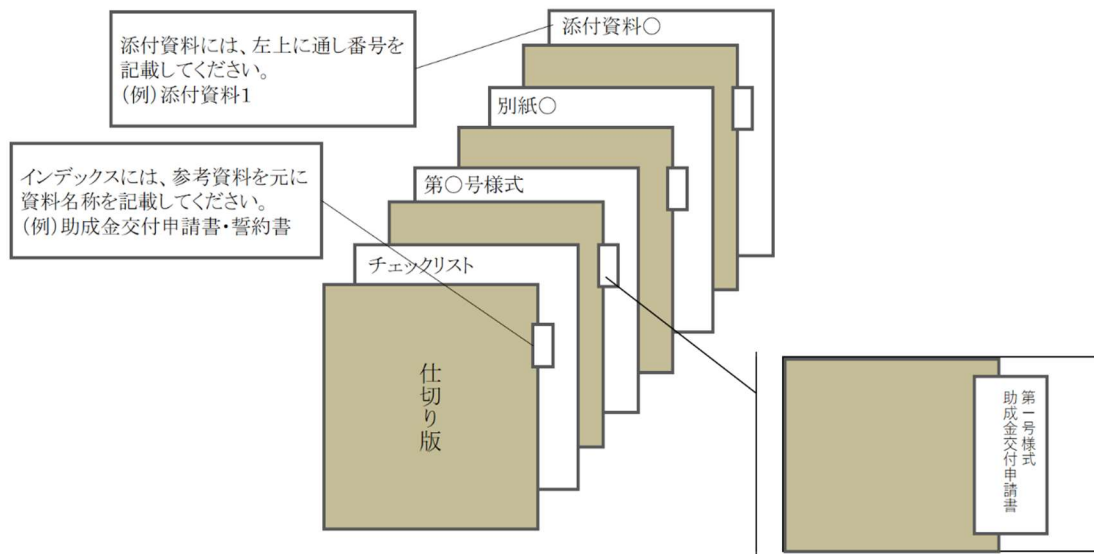 添付資料○
添付資料には、左上に通し番号を
記載してください。
(例)添付資料1
別紙○
インデックスには、参考資料を元に
資料名称を記載してください。
(例)助成金交付申請書・誓約書
第○号様式
チェックリスト
仕切り版
第一号様式
助成金交付申請書